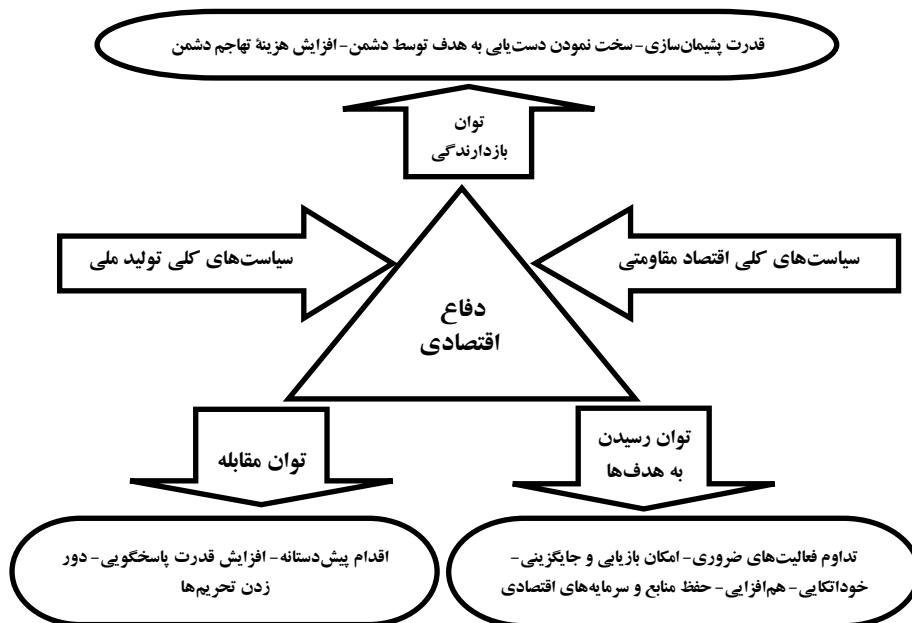 قدرت پشیمان‌سازی- سخت نمودن دست‌یابی به هدف توسط دشمن- افزایش هزینهٔ تهاجم دشمن
توان
بازدارندگی
سیاست‌های کلی اقتصاد مقاومتی
سیاست‌های کلی تولید ملی
دفاع
اقتصادی
توان رسیدن
به هدف‌ها
توان مقابله
تداوم فعالیت‌های ضروری- امکان بازیابی و جایگزینی-
خوداتکایی- هم‌افزایی- حفظ منابع و سرمایه‌های اقتصادی
اقدام پیش‌دستانه- افزایش قدرت پاسخگویی- دور
زدن تحریم‌ها